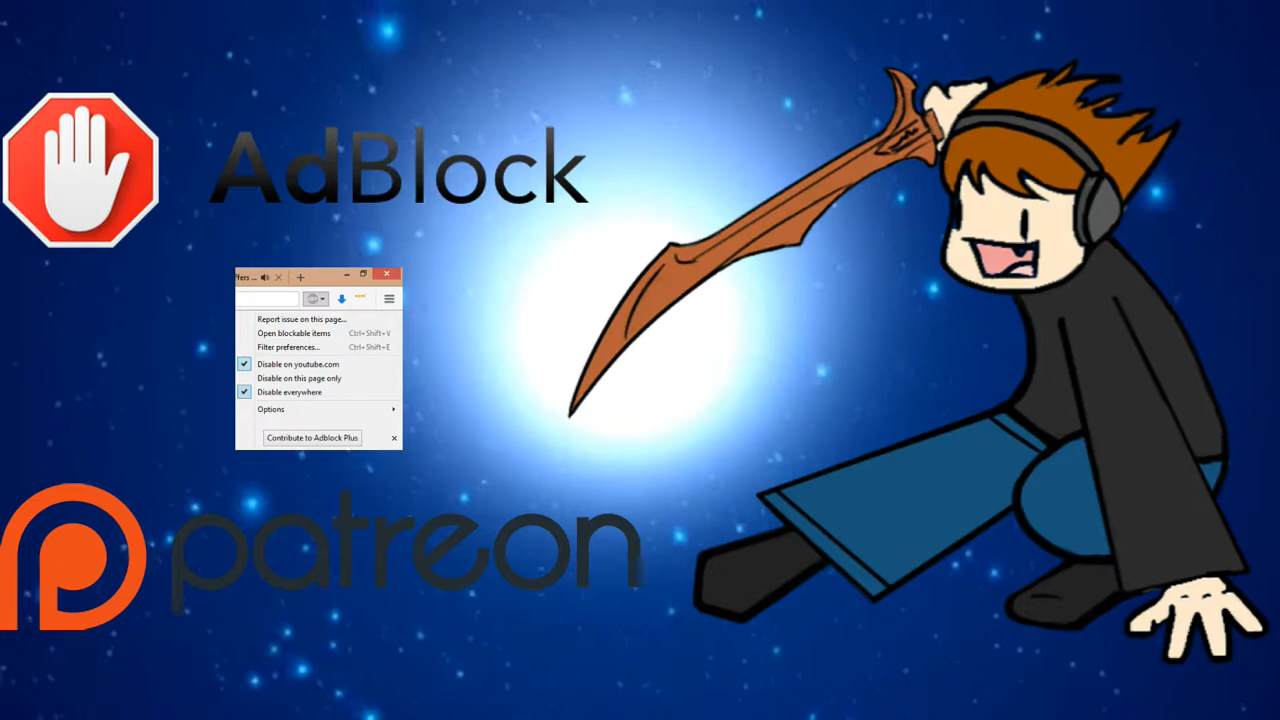 AdBlock
ffers ...
Report issue on this page...
Open blockable items Ctrl+Shift+V
Filter preferences... Ctrl+Shift+E
Disable on youtube.com
Disable on this page only
Disable everywhere
Options
Contribute to Adblock Plus
patreon